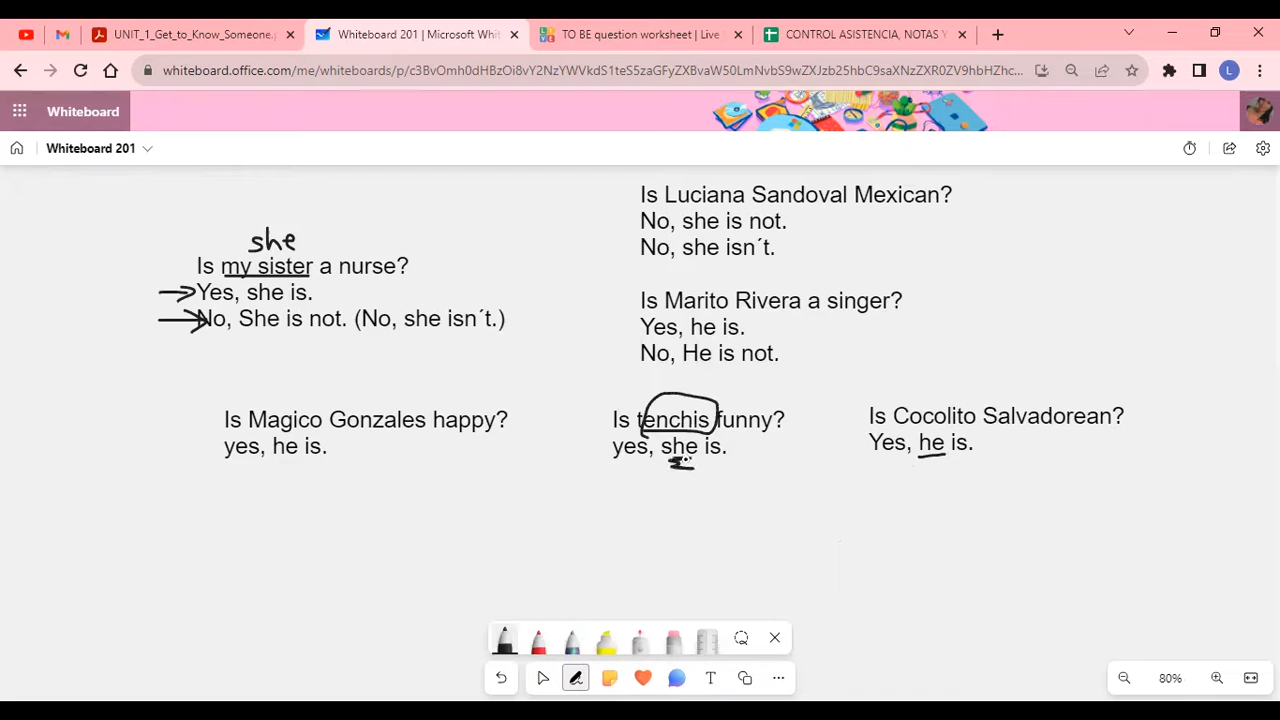 UNIT_1_Get_to_Know_Someone.p
Whiteboard 201 | Microsoft Whit
TO BE question worksheet | Live
CONTROL ASISTENCIA, NOTAS Y
whiteboard.office.com/me/whiteboards/p/c3BvOmh0dHBzOi8vY2NzYWVkdS1teS5zaGFyZXBvaW50LmNvbS9wZXJzb25hbC9saXNzZXR0ZV9hbHZhc...
L
Whiteboard
Whiteboard 201
she
Is my sister a nurse?
Yes, she is.
No, She is not. (No, she isn´t.)
Is Luciana Sandoval Mexican?
No, she is not.
No, she isn´t.
Is Marito Rivera a singer?
Yes, he is.
No, He is not.
Is Magico Gonzales happy?
yes, he is.
Is tenchis funny?
yes, she is.
Is Cocolito Salvadorean?
Yes, he is.
80%